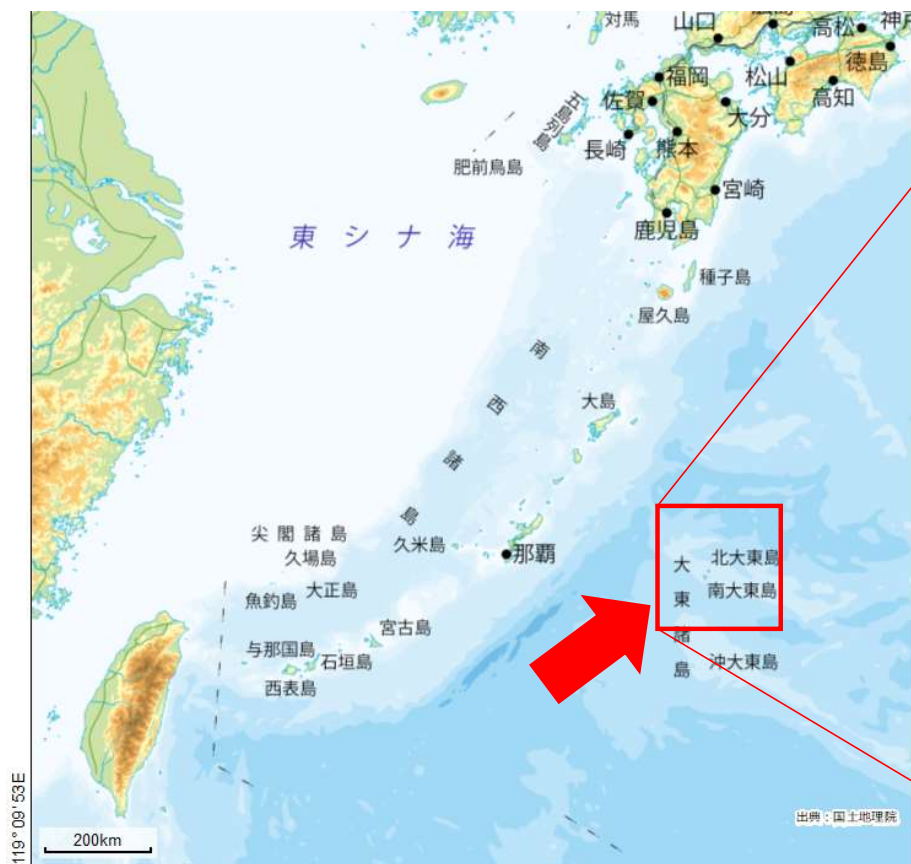 対馬
山口
広島
高松
神戸
福岡
松山
徳島
佐賀
大分
高知
五島列島
長崎
熊本
肥前鳥島
宮崎
鹿児島
東シナ海
種子島
屋久島
南西諸島
大島
尖閣諸島
久米島
那覇
久場島
北大東島
魚釣島
大正島
南大東島
大東諸島
宮古島
与那国島
石垣島
沖大東島
西表島
119°09'53E
200km
出典：国土地理院